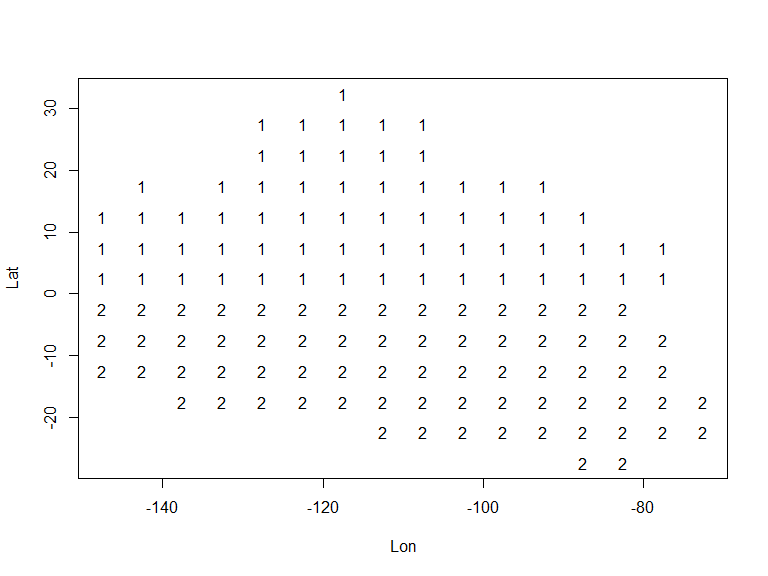 1
30
1 1 1 1 1
1 1 1 1 1
20
1 1 1 1 1 1 1 1 1 1
1 1 1 1 1 1 1 1 1 1 1 1 1
10
1 1 1 1 1 1 1 1 1 1 1 1 1 1 1
Lat
1 1 1 1 1 1 1 1 1 1 1 1 1 1 1
0
2 2 2 2 2 2 2 2 2 2 2 2 2 2
2 2 2 2 2 2 2 2 2 2 2 2 2 2 2
-10
2 2 2 2 2 2 2 2 2 2 2 2 2 2 2
2 2 2 2 2 2 2 2 2 2 2 2 2 2
-20
2 2 2 2 2 2 2 2 2
2 2
-140 -120 -100 -80
Lon